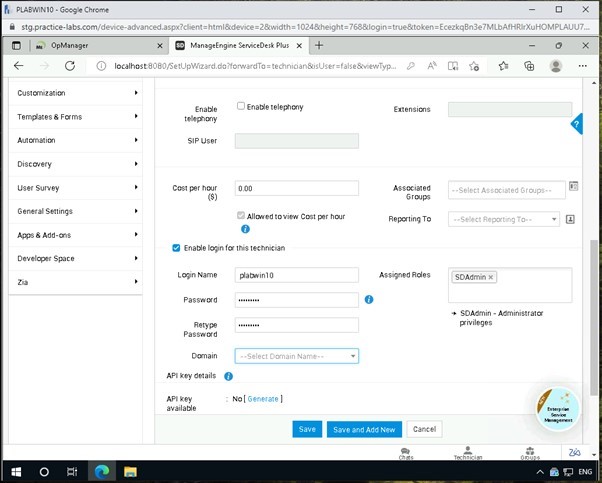 PLABWIN10 - Google Chrome
stg.practice-labs.com/device-advanced.aspx?client=html&device=2&width=1024&height=768&login=true&token=
OpManager
SD ManageEngine ServiceDesk Plus
localhost:8080/SetUpWizard.do?forwardTo=technician&isUser=false&viewTyp...
Customization
Templates & Forms
Automation
Discovery
User Survey
General Settings
Apps & Add-ons
Developer Space
Zia
Enable telephony
Enable telephony
Extensions
SIP User
Cost per hour ($)
0.00
Associated Groups
--Select Associated Groups--
Allowed to view Cost per hour
Reporting To
--Select Reporting To--
Enable login for this technician
Login Name
plabwin10
Assigned Roles
SDAdmin
Password
SDAdmin - Administrator privileges
Retype Password
Domain
--Select Domain Name--
API key details
API key available
: No [ Generate ]
Enterprise Service Management
Save
Save and Add New
Cancel
Chats
Technician
Groups
Zia
ENG